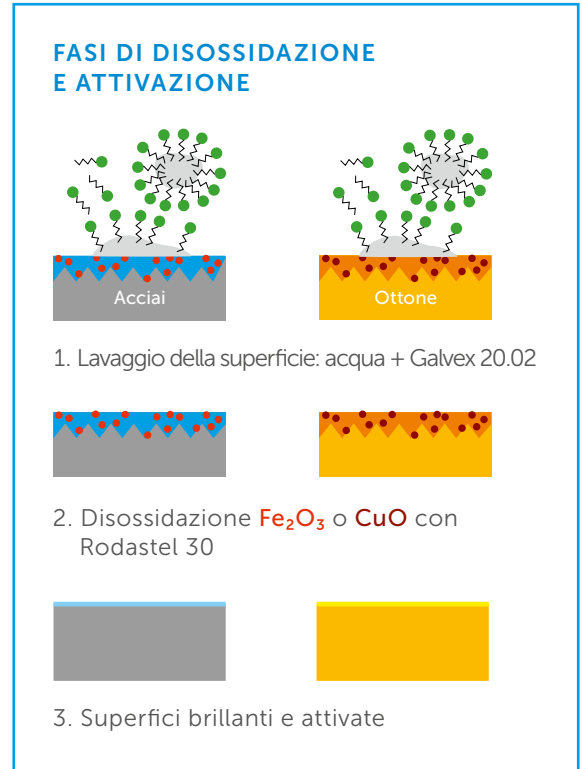 FASI DI DISOSSIDAZIONE
E ATTIVAZIONE
Acciai
Ottone
1. Lavaggio della superficie: acqua + Galvex 20.02
2. Disossidazione Fe₂O₃ o CuO con
Rodastel 30
3. Superfici brillanti e attivate